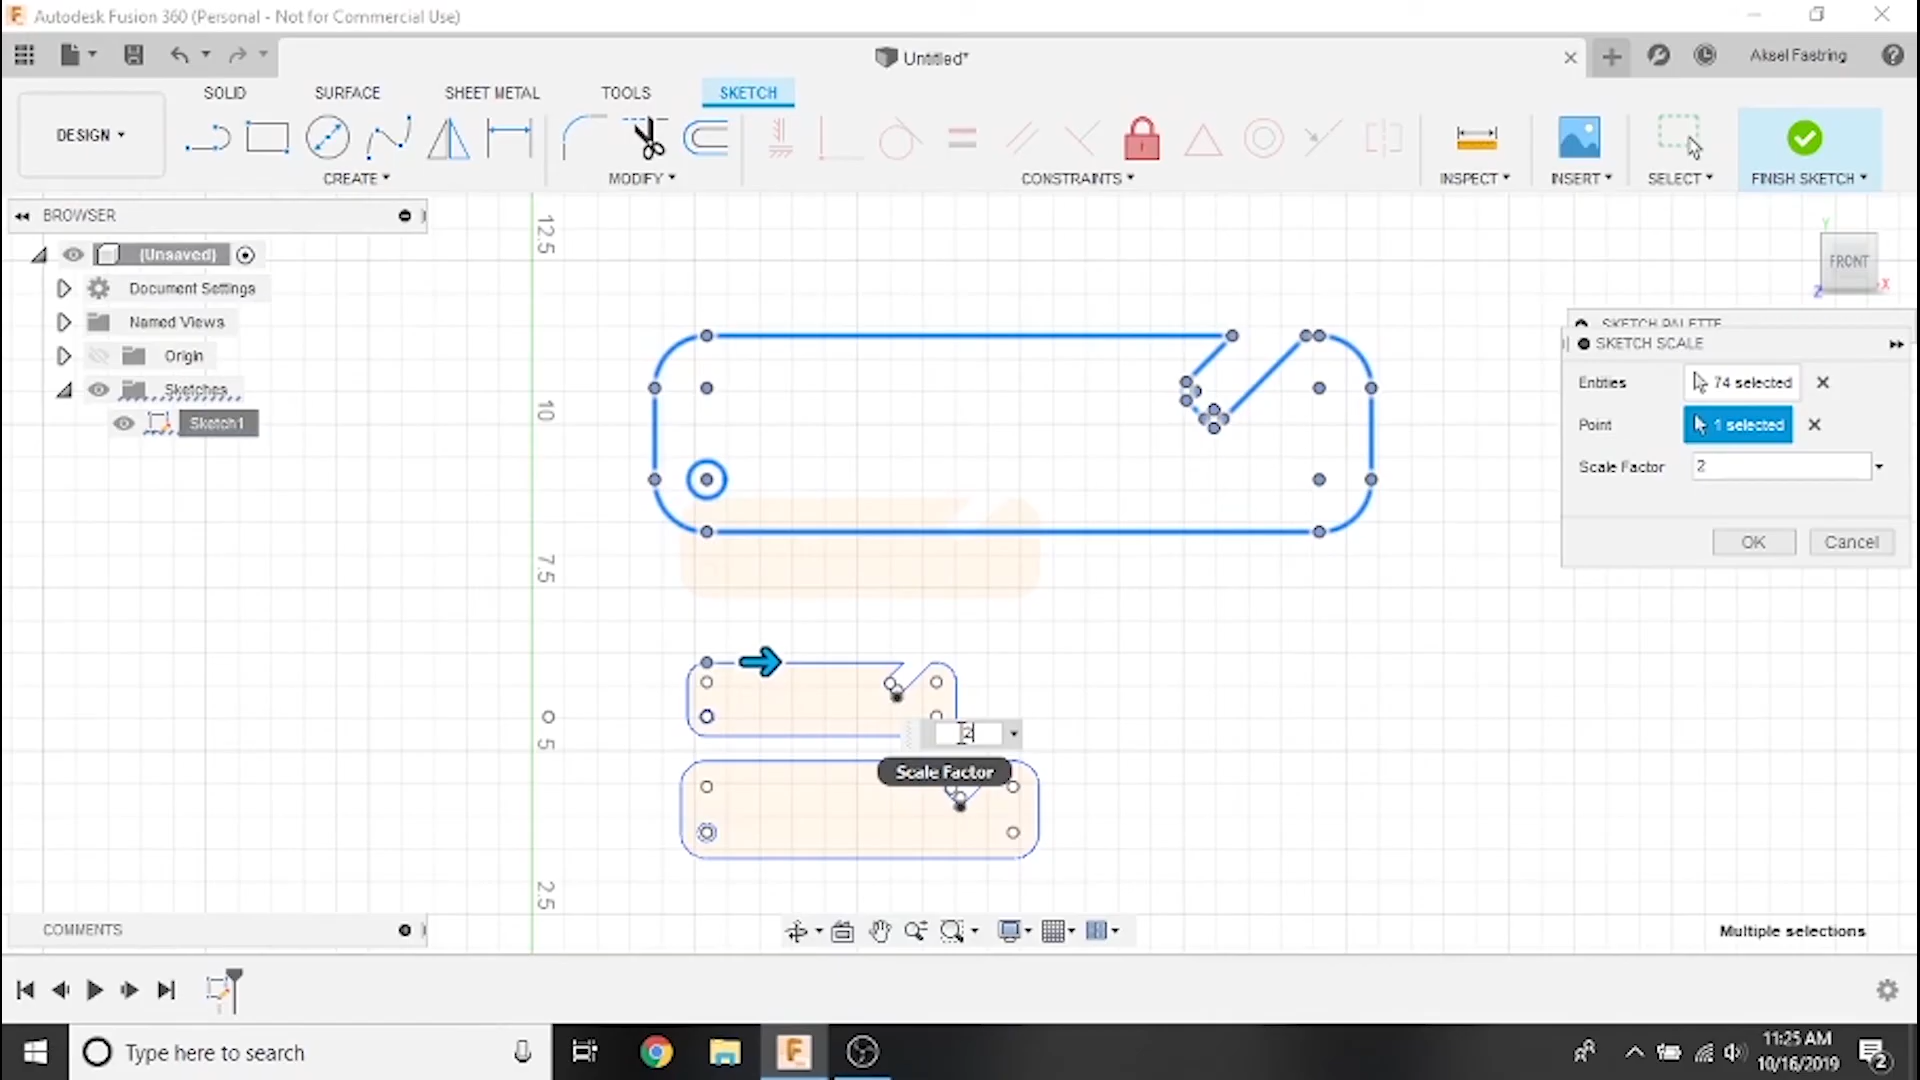 Autodesk Fusion 360 (Personal - Not for Commercial Use)
Untitled*
Aksel Fastring
SOLID SURFACE SHEET METAL TOOLS SKETCH
DESIGN
CREATE MODIFY CONSTRAINTS INSPECT INSERT SELECT FINISH SKETCH
BROWSER
(Unsaved)
Document Settings
Named Views
Origin
Sketches
Sketch1
12.5
10
7.5
5
2.5
FRONT
Y
X
Z
SKETCH PALETTE
SKETCH SCALE
Entities 74 selected
Point 1 selected
Scale Factor 2
OK Cancel
2
Scale Factor
COMMENTS
Multiple selections
Type here to search
11:25 AM
10/16/2019
2